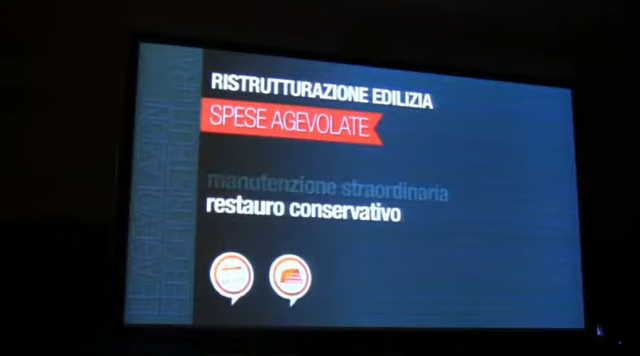 RISTRUTTURAZIONE EDILIZIA
SPESE AGEVOLATE
manutenzione straordinaria
restauro conservativo